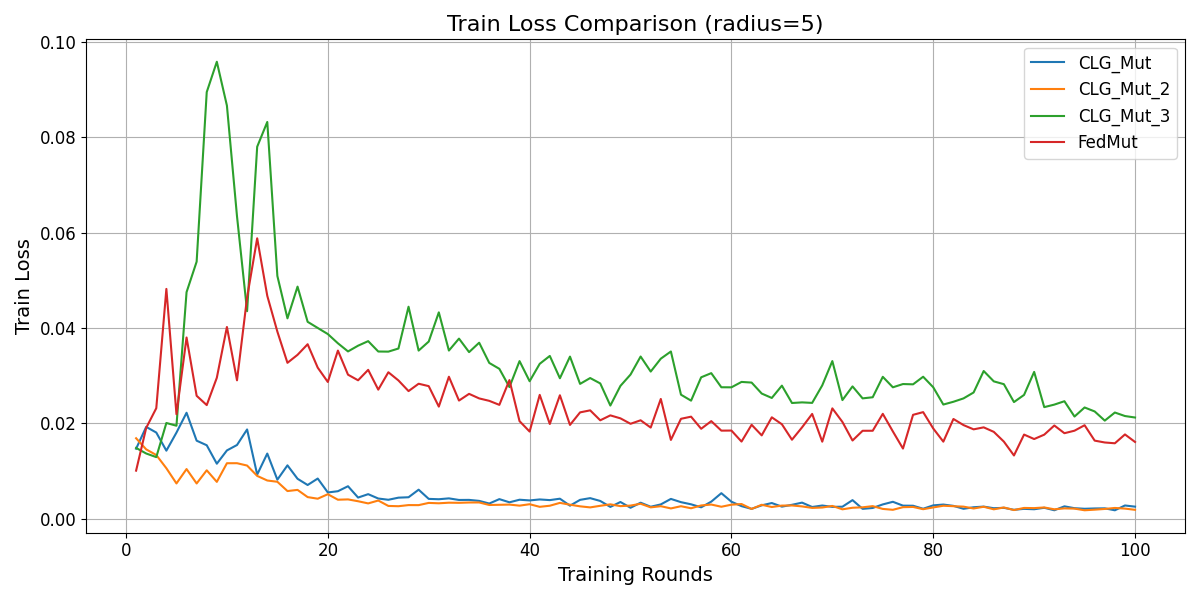 Train Loss Comparison (radius=5)
CLG_Mut
CLG_Mut_2
CLG_Mut_3
FedMut
Train Loss
0.10
0.08
0.06
0.04
0.02
0.00
0 20 40 60 80 100
Training Rounds